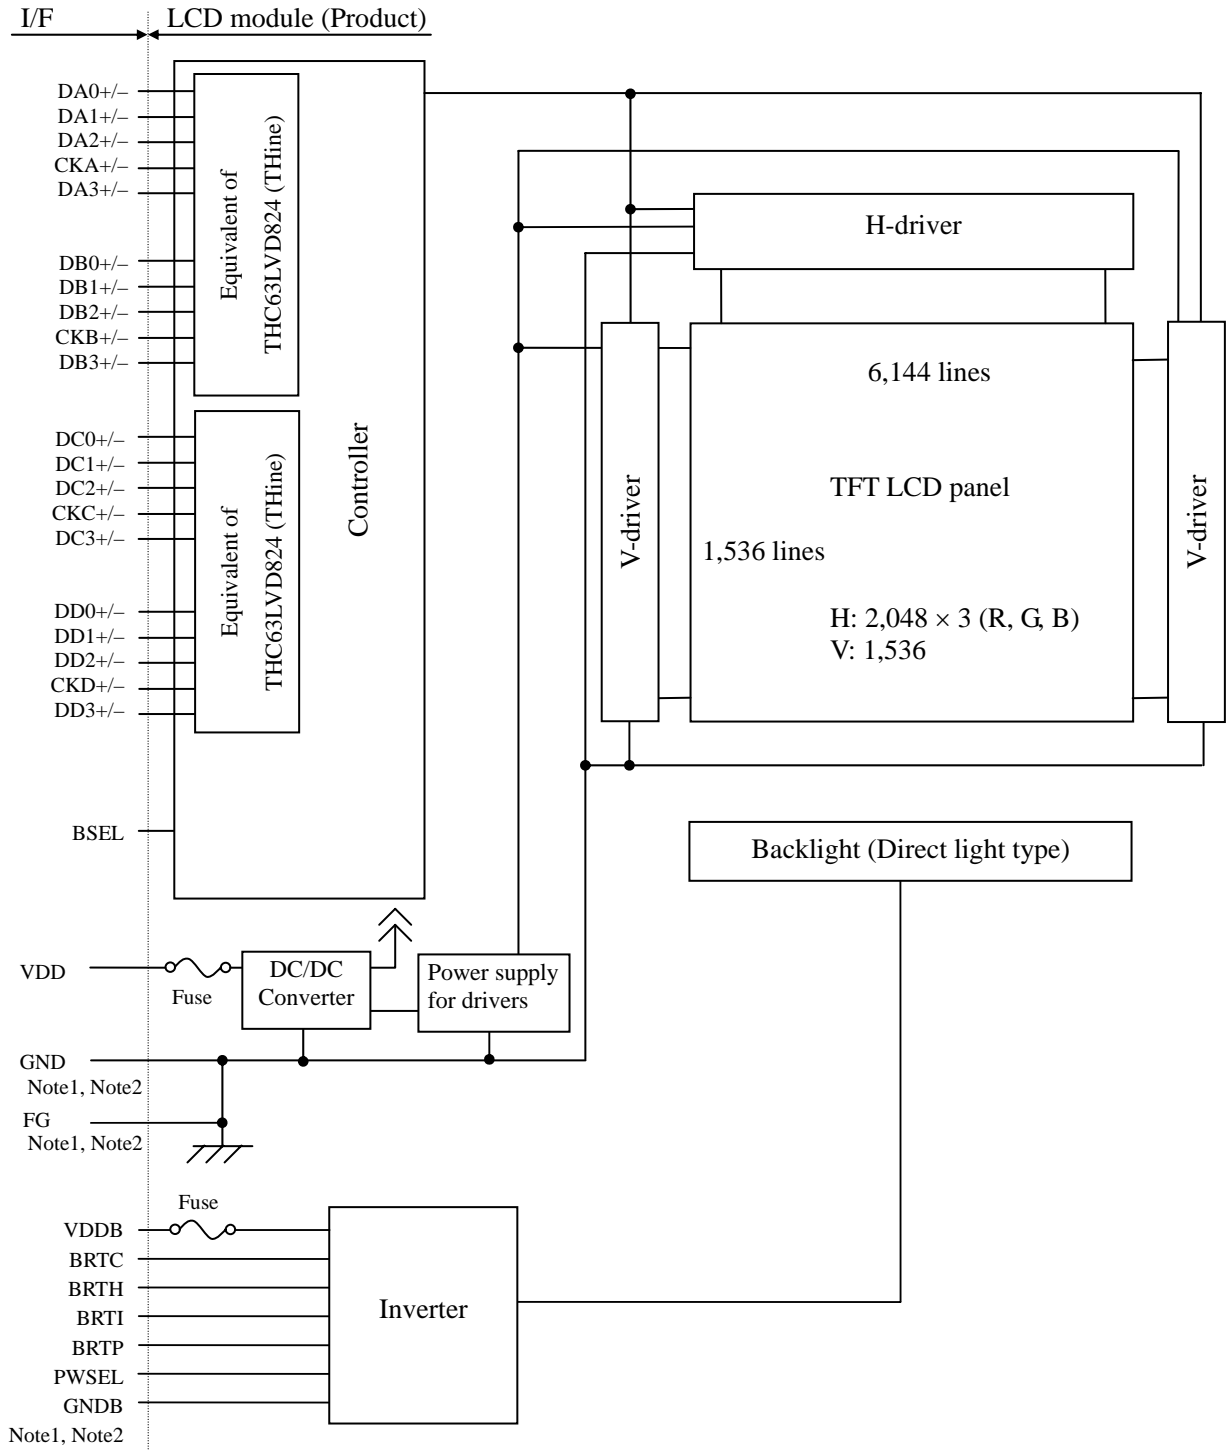 I/F
LCD module (Product)
DA0+/–
DA1+/–
DA2+/–
CKA+/–
DA3+/–
DB0+/–
DB1+/–
DB2+/–
CKB+/–
DB3+/–
Equivalent of
THC63LVD824 (THine)
DC0+/–
DC1+/–
DC2+/–
CKC+/–
DC3+/–
DD0+/–
DD1+/–
DD2+/–
CKD+/–
DD3+/–
Equivalent of
THC63LVD824 (THine)
Controller
BSEL
H-driver
V-driver
6,144 lines
TFT LCD panel
1,536 lines
H: 2,048 × 3 (R, G, B)
V: 1,536
V-driver
Backlight (Direct light type)
VDD
Fuse
DC/DC
Converter
Power supply
for drivers
GND
Note1, Note2
FG
Note1, Note2
Fuse
VDDB
BRTC
BRTH
BRTI
BRTP
PWSEL
GNDB
Note1, Note2
Inverter